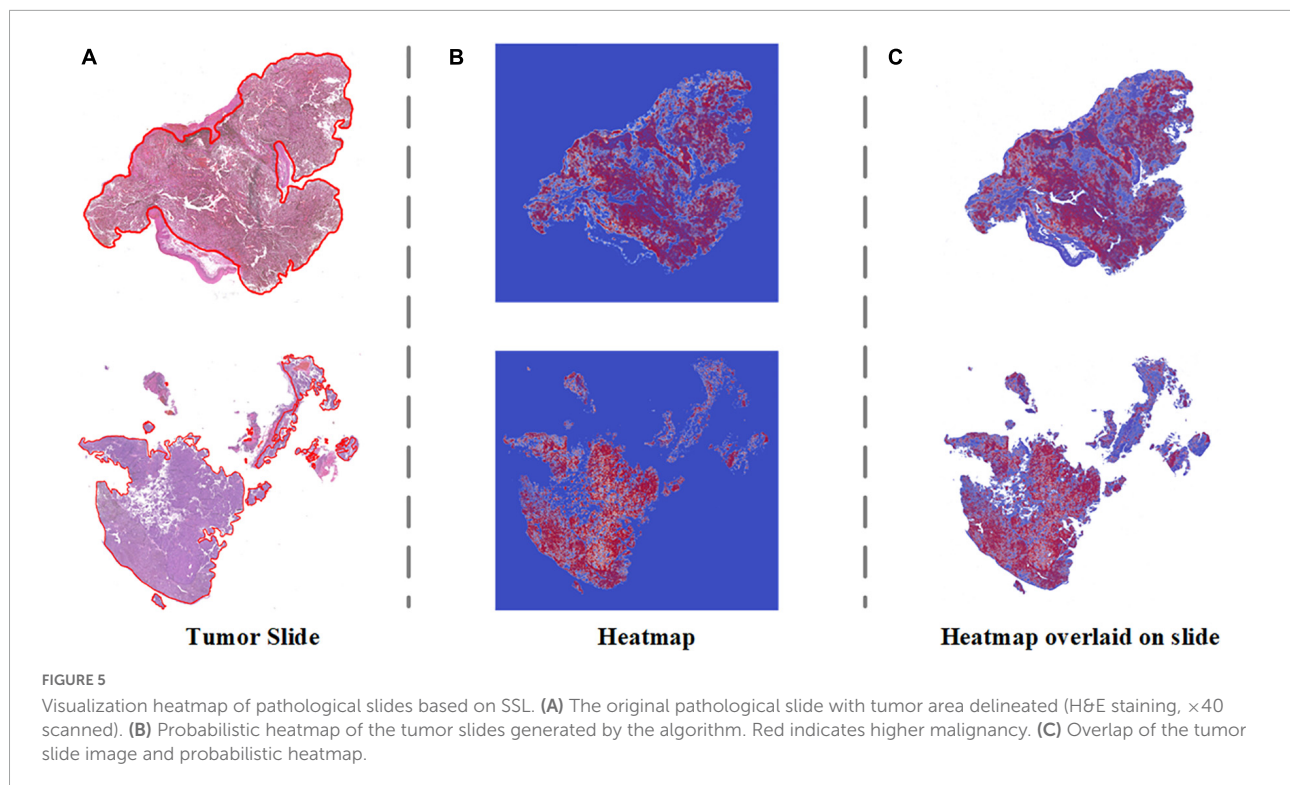 A
B
C
Tumor Slide
Heatmap
Heatmap overlaid on slide
FIGURE 5
Visualization heatmap of pathological slides based on SSL. (A) The original pathological slide with tumor area delineated (H&E staining, ×40
scanned). (B) Probabilistic heatmap of the tumor slides generated by the algorithm. Red indicates higher malignancy. (C) Overlap of the tumor
slide image and probabilistic heatmap.